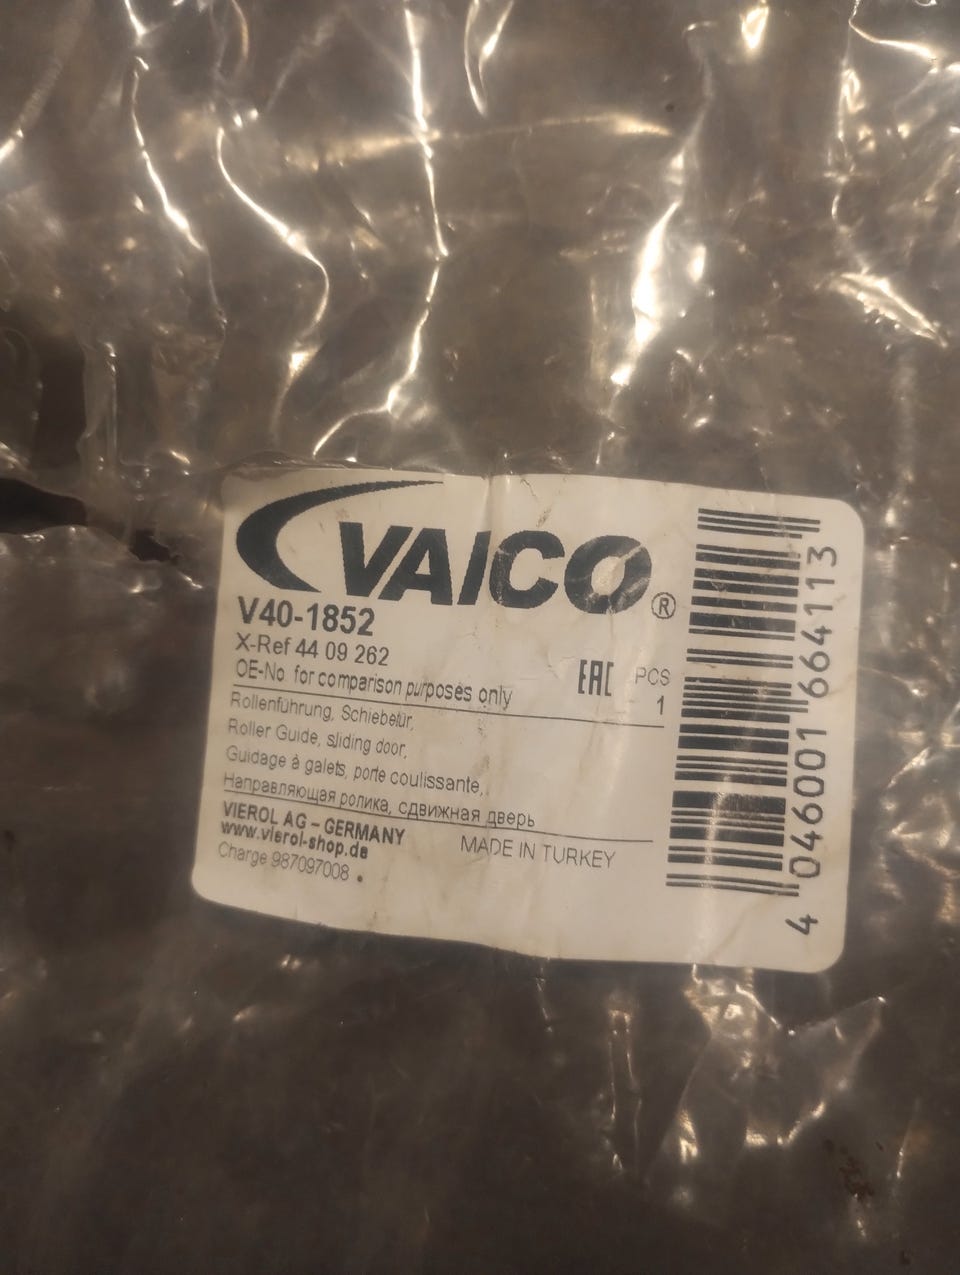 VAICO®
V40-1852
X-Ref 44 09 262
OE-No for comparison purposes only
EAC
PCS
1
Rollenführung, Schiebetür,
Roller Guide, sliding door,
Guidage à galets, porte coulissante,
Направляющая ролика, сдвижная дверь
VIEROL AG – GERMANY
www.vierol-shop.de
MADE IN TURKEY
Charge 987097008
4 046001 664113